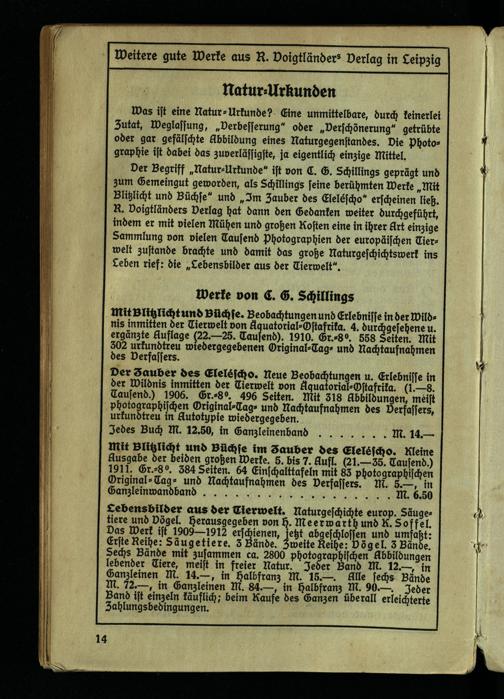 Weitere gute Werke aus R. Voigtländers Verlag in Leipzig
Natur-Urkunden
Was ist eine Natur-Urkunde? Eine unmittelbare, durch keinerlei
Zutat, Weglassung, „Verbesserung“ oder „Verschönerung“ getrübte
oder gar gefälschte Abbildung eines Naturgegenstandes. Die Photo-
graphie ist dabei das zuverlässigste, ja eigentlich einzige Mittel.
Der Begriff „Natur-Urkunde“ ist von C. G. Schillings geprägt und
zum Gemeingut geworden, als Schillings seine berühmten Werke „Mit
Blitzlicht und Büchse“ und „Im Zauber des Elelescho“ erscheinen ließ.
R. Voigtländers Verlag hat dann den Gedanken weiter durchgeführt,
indem er mit vielen Mühen und großen Kosten eine in ihrer Art einzige
Sammlung von vielen Tausend Photographien der europäischen Tier-
welt zustande brachte und damit das große Naturgeschichtswerk ins
Leben rief: die „Lebensbilder aus der Tierwelt“.
Werke von C. G. Schillings
Mit Blitzlicht und Büchse. Beobachtungen und Erlebnisse in der Wild-
nis inmitten der Tierwelt von Äquatorial-Ostafrika. 4. durchgesehene u.
ergänzte Auflage (22.—25. Tausend). 1910. Gr.-8°. 558 Seiten. Mit
302 urkundtreu wiedergegebenen Original-Tag- und Nachtaufnahmen
des Verfassers.
Der Zauber des Elelescho. Neue Beobachtungen u. Erlebnisse in
der Wildnis inmitten der Tierwelt von Äquatorial-Ostafrika. (1.—8.
Tausend.) 1906. Gr.-8°. 496 Seiten. Mit 318 Abbildungen, meist
photographischen Original-Tag- und Nachtaufnahmen des Verfassers,
urkundtreu in Autotypie wiedergegeben.
Jedes Buch M. 12.50, in Ganzleinenband . . . . . . . M. 14.—
Mit Blitzlicht und Büchse im Zauber des Elelescho. Kleine
Ausgabe der beiden großen Werke. 5. bis 7. Aufl. (21.—35. Tausend.)
1911. Gr.-8°. 384 Seiten. 64 Einschalttafeln mit 83 photographischen
Original-Tag- und Nachtaufnahmen des Verfassers. M. 5.—, in
Ganzleinwandband . . . . . . . . . . . . . . . . M. 6.50
Lebensbilder aus der Tierwelt. Naturgeschichte europ. Säuge-
tiere und Vögel. Herausgegeben von H. Meerwarth und K. Soffel.
Das Werk ist 1909—1912 erschienen, jetzt abgeschlossen und umfaßt:
Erste Reihe: Säugetiere. 3 Bände. Zweite Reihe: Vögel. 3 Bände.
Sechs Bände mit zusammen ca. 2800 photographischen Abbildungen
lebender Tiere, meist in freier Natur. Jeder Band M. 12.—, in
Ganzleinen M. 14.—, in Halbfranz M. 15.—. Alle sechs Bände
M. 72.—, in Ganzleinen M. 84.—, in Halbfranz M. 90.—. Jeder
Band ist einzeln käuflich; beim Kaufe des Ganzen überall erleichterte
Zahlungsbedingungen.
14